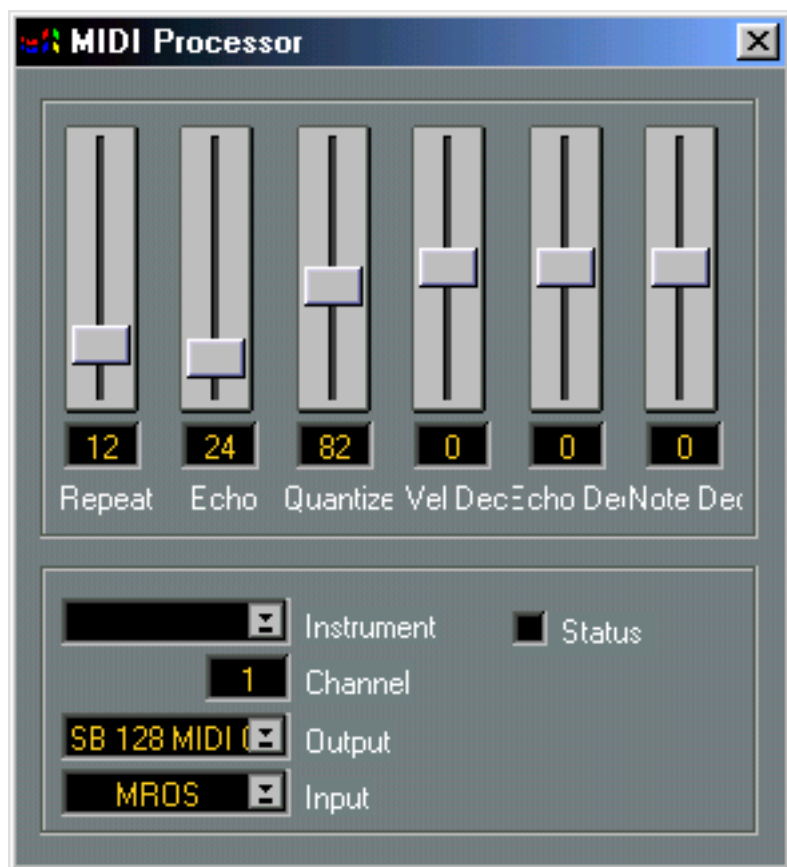 MIDI Processor
12 24 82 0 0 0
Repeat Echo Quantize Vel Dec Echo De Note Dec
Instrument Status
1 Channel
SB 128 MIDI Output
MROS Input